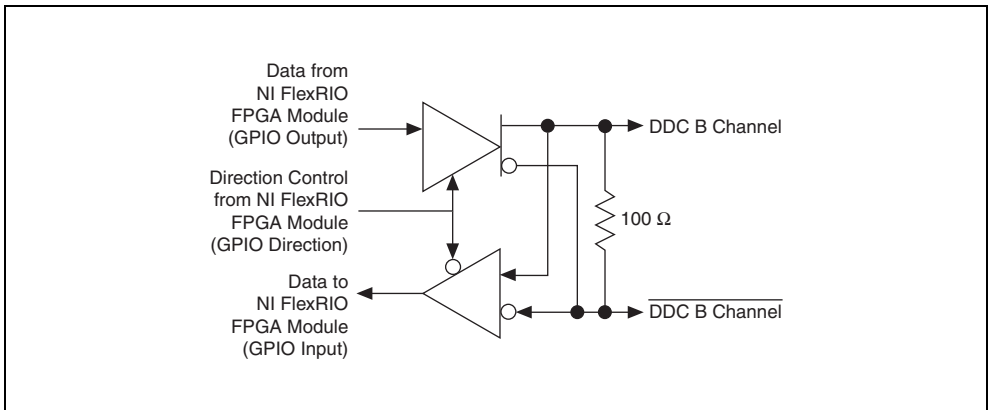 Data from
NI FlexRIO
FPGA Module
(GPIO Output)
DDC B Channel
Direction Control
from NI FlexRIO
FPGA Module
(GPIO Direction)
100 Ω
Data to
NI FlexRIO
FPGA Module
(GPIO Input)
DDC B Channel